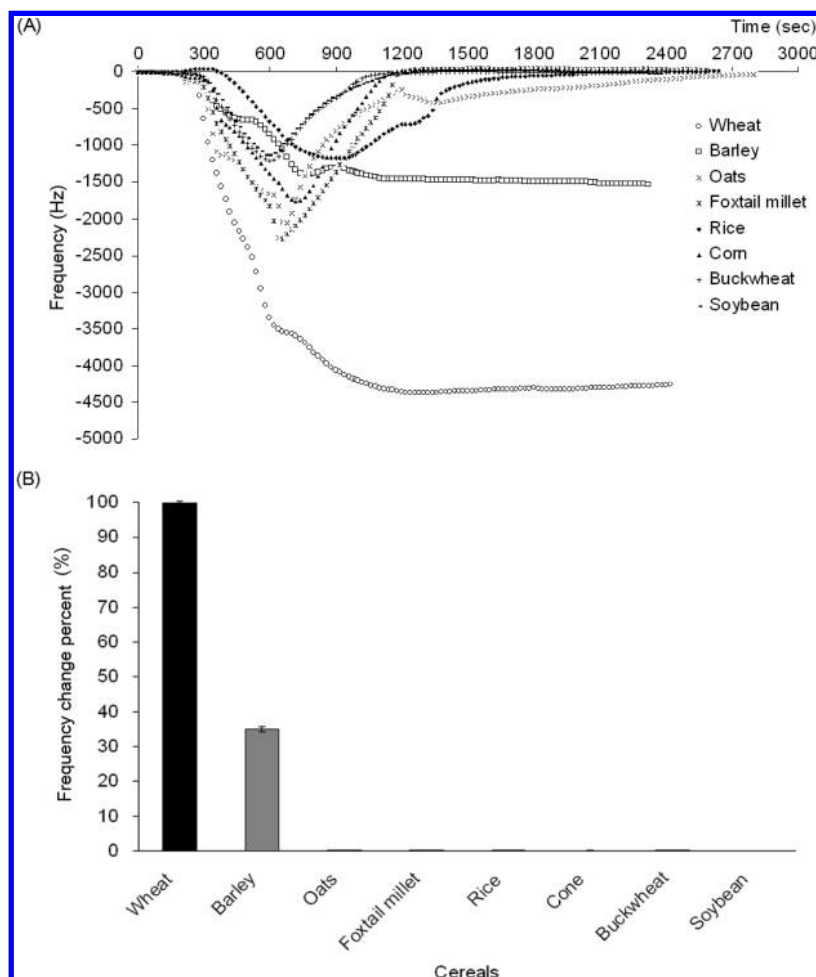 (A)
Time (sec)
0 300 600 900 1200 1500 1800 2100 2400 2700 3000
0
-500
-1000
-1500
-2000
-2500
-3000
-3500
-4000
-4500
-5000
Frequency (Hz)
Wheat
Barley
Oats
Foxtail millet
Rice
Corn
Buckwheat
Soybean
(B)
100
90
80
70
60
50
40
30
20
10
0
Frequency change percent (%)
Wheat Barley Oats Foxtail millet Rice Cone Buckwheat Soybean
Cereals